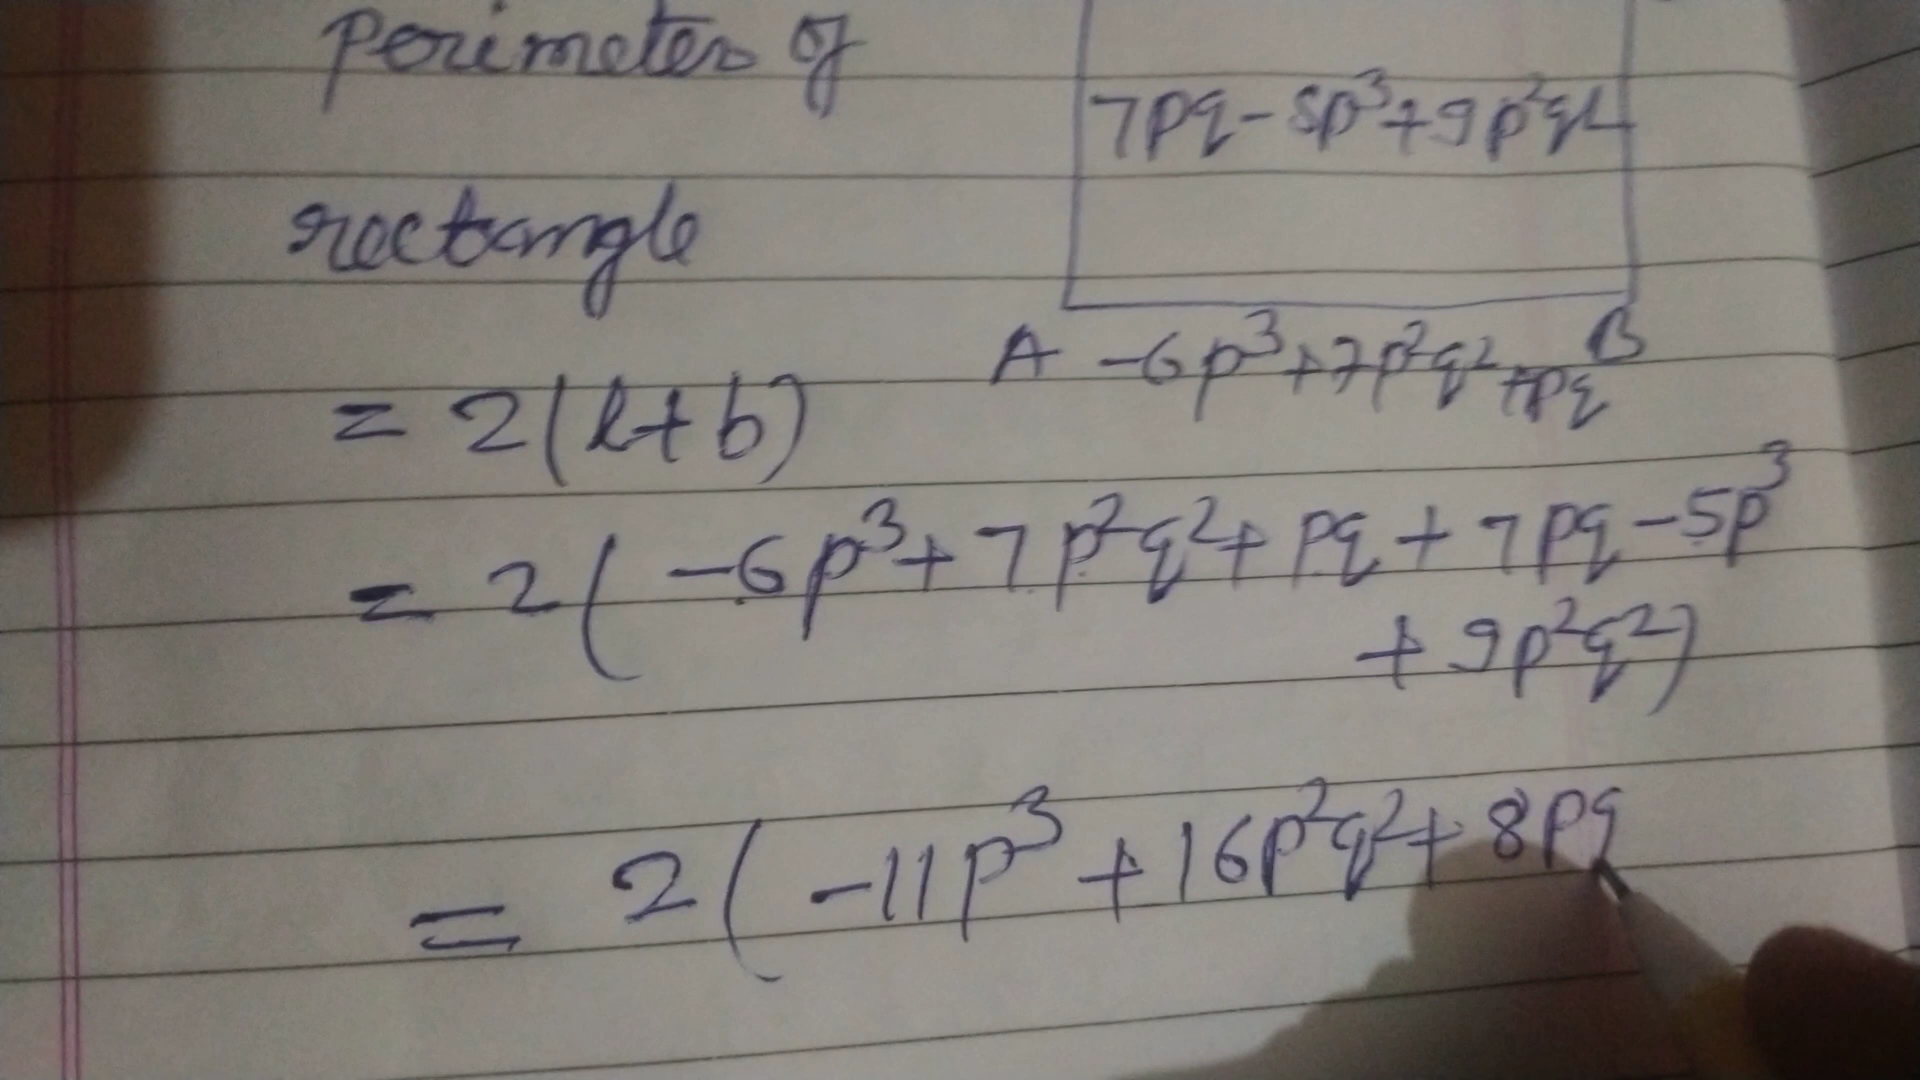 perimeter of
7pq-5p³+9p²q²
rectangle
A -6p³+7p²q²+pq B
= 2(l+b)
= 2(-6p³+7p²q²+pq+7pq-5p³
+9p²q²)
= 2(-11p³+16p²q²+8pq